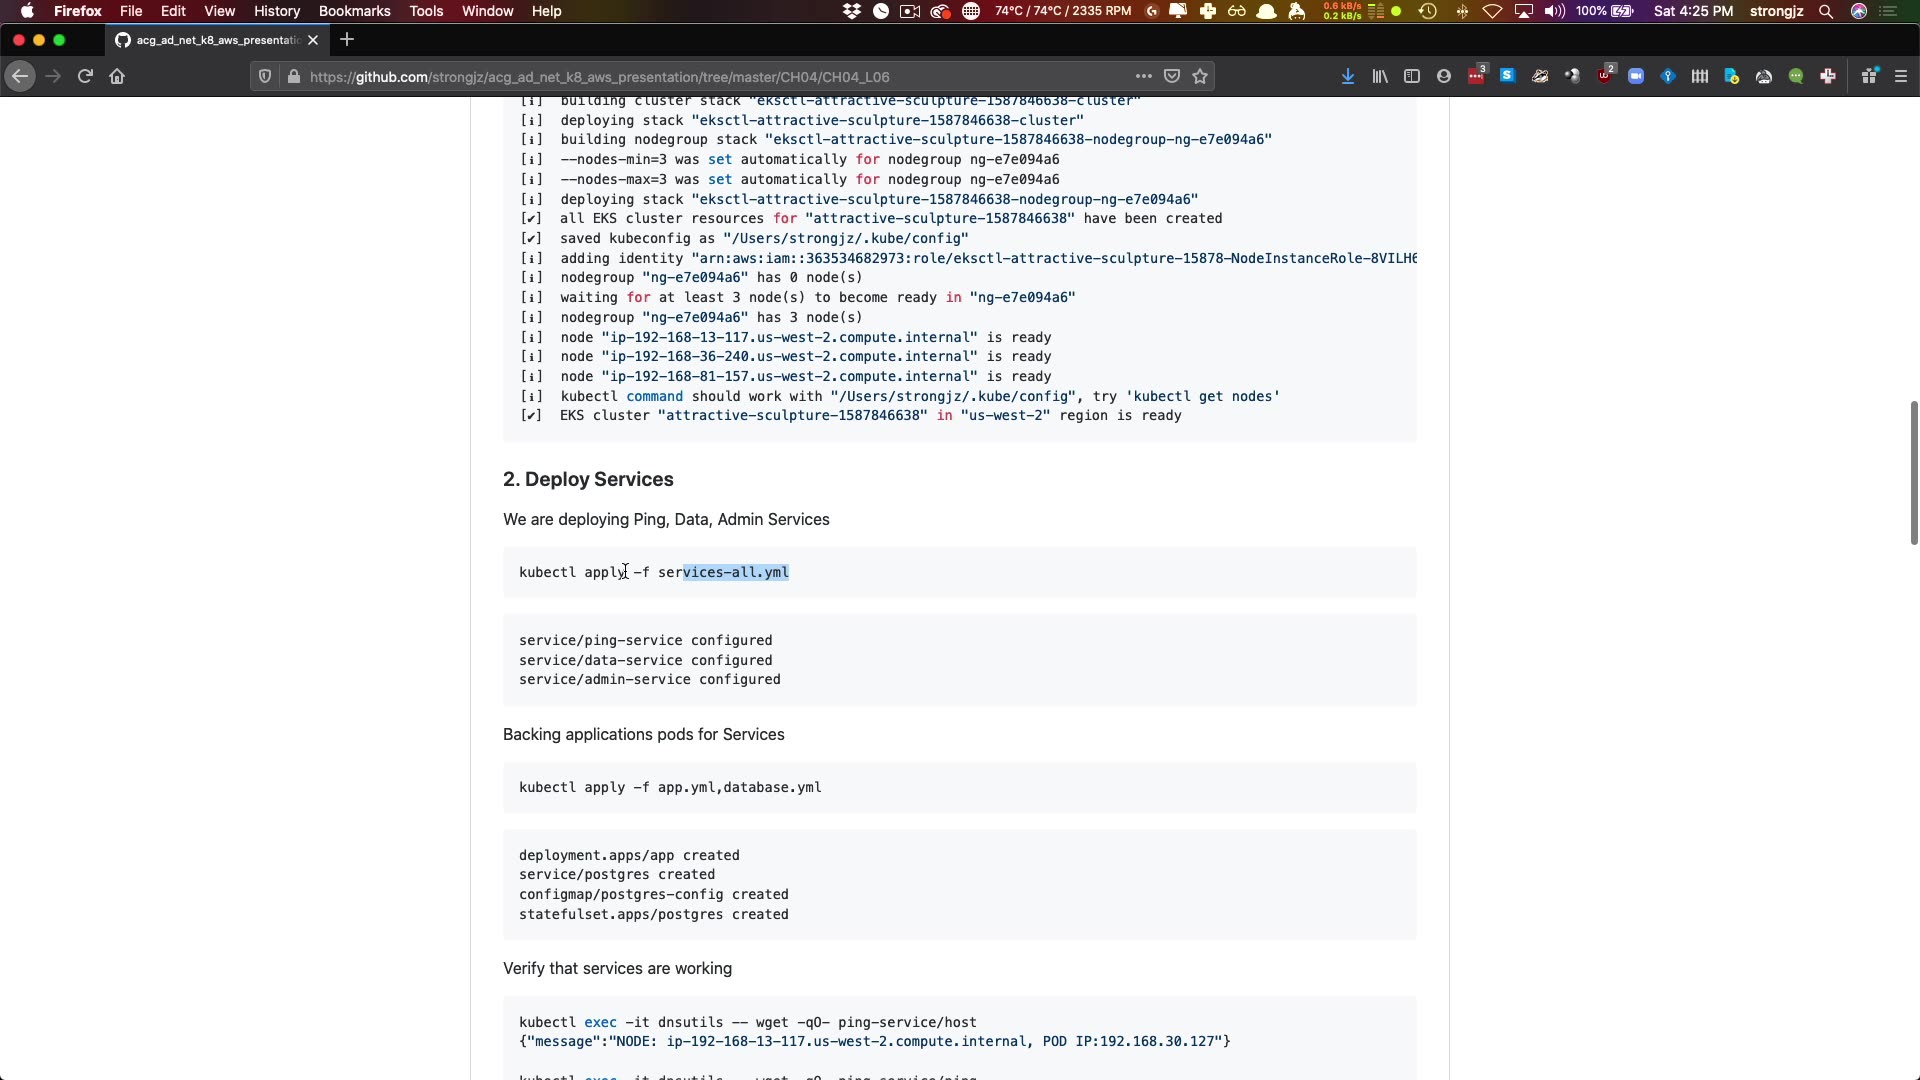 Firefox File Edit View History Bookmarks Tools Window Help
74°C / 74°C / 2335 RPM
0.6 kB/s
0.2 kB/s
100%
Sat 4:25 PM strongjz
acg_ad_net_k8_aws_presentatio
https://github.com/strongjz/acg_ad_net_k8_aws_presentation/tree/master/CH04/CH04_L06
3
2
[i] building cluster stack "eksctl-attractive-sculpture-1587846638-cluster"
[i] deploying stack "eksctl-attractive-sculpture-1587846638-cluster"
[i] building nodegroup stack "eksctl-attractive-sculpture-1587846638-nodegroup-ng-e7e094a6"
[i] --nodes-min=3 was set automatically for nodegroup ng-e7e094a6
[i] --nodes-max=3 was set automatically for nodegroup ng-e7e094a6
[i] deploying stack "eksctl-attractive-sculpture-1587846638-nodegroup-ng-e7e094a6"
[✔] all EKS cluster resources for "attractive-sculpture-1587846638" have been created
[✔] saved kubeconfig as "/Users/strongjz/.kube/config"
[i] adding identity "arn:aws:iam::363534682973:role/eksctl-attractive-sculpture-15878-NodeInstanceRole-8VILH6
[i] nodegroup "ng-e7e094a6" has 0 node(s)
[i] waiting for at least 3 node(s) to become ready in "ng-e7e094a6"
[i] nodegroup "ng-e7e094a6" has 3 node(s)
[i] node "ip-192-168-13-117.us-west-2.compute.internal" is ready
[i] node "ip-192-168-36-240.us-west-2.compute.internal" is ready
[i] node "ip-192-168-81-157.us-west-2.compute.internal" is ready
[i] kubectl command should work with "/Users/strongjz/.kube/config", try 'kubectl get nodes'
[✔] EKS cluster "attractive-sculpture-1587846638" in "us-west-2" region is ready
2. Deploy Services
We are deploying Ping, Data, Admin Services
kubectl apply -f services-all.yml
service/ping-service configured
service/data-service configured
service/admin-service configured
Backing applications pods for Services
kubectl apply -f app.yml,database.yml
deployment.apps/app created
service/postgres created
configmap/postgres-config created
statefulset.apps/postgres created
Verify that services are working
kubectl exec -it dnsutils -- wget -qO- ping-service/host
{"message":"NODE: ip-192-168-13-117.us-west-2.compute.internal, POD IP:192.168.30.127"}
kubectl exec -it dnsutils -- wget -qO- ping-service/ping